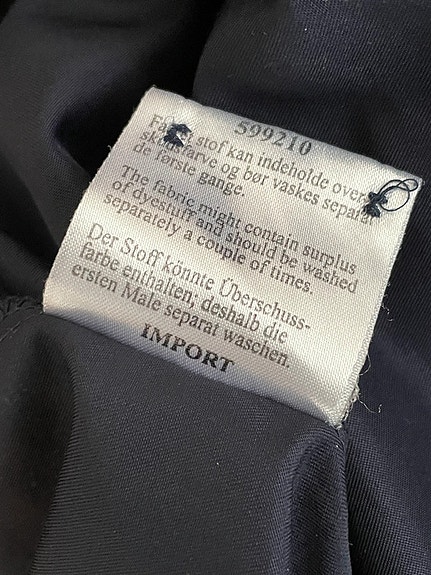 599210
stof kan indeholde over-
skudsfarve og bør vaskes separat
de første gange.
The fabric might contain surplus
of dyestuff and should be washed
separately a couple of times.
Der Stoff könnte Überschuss-
farbe enthalten, deshalb die
ersten Male separat waschen.
IMPORT